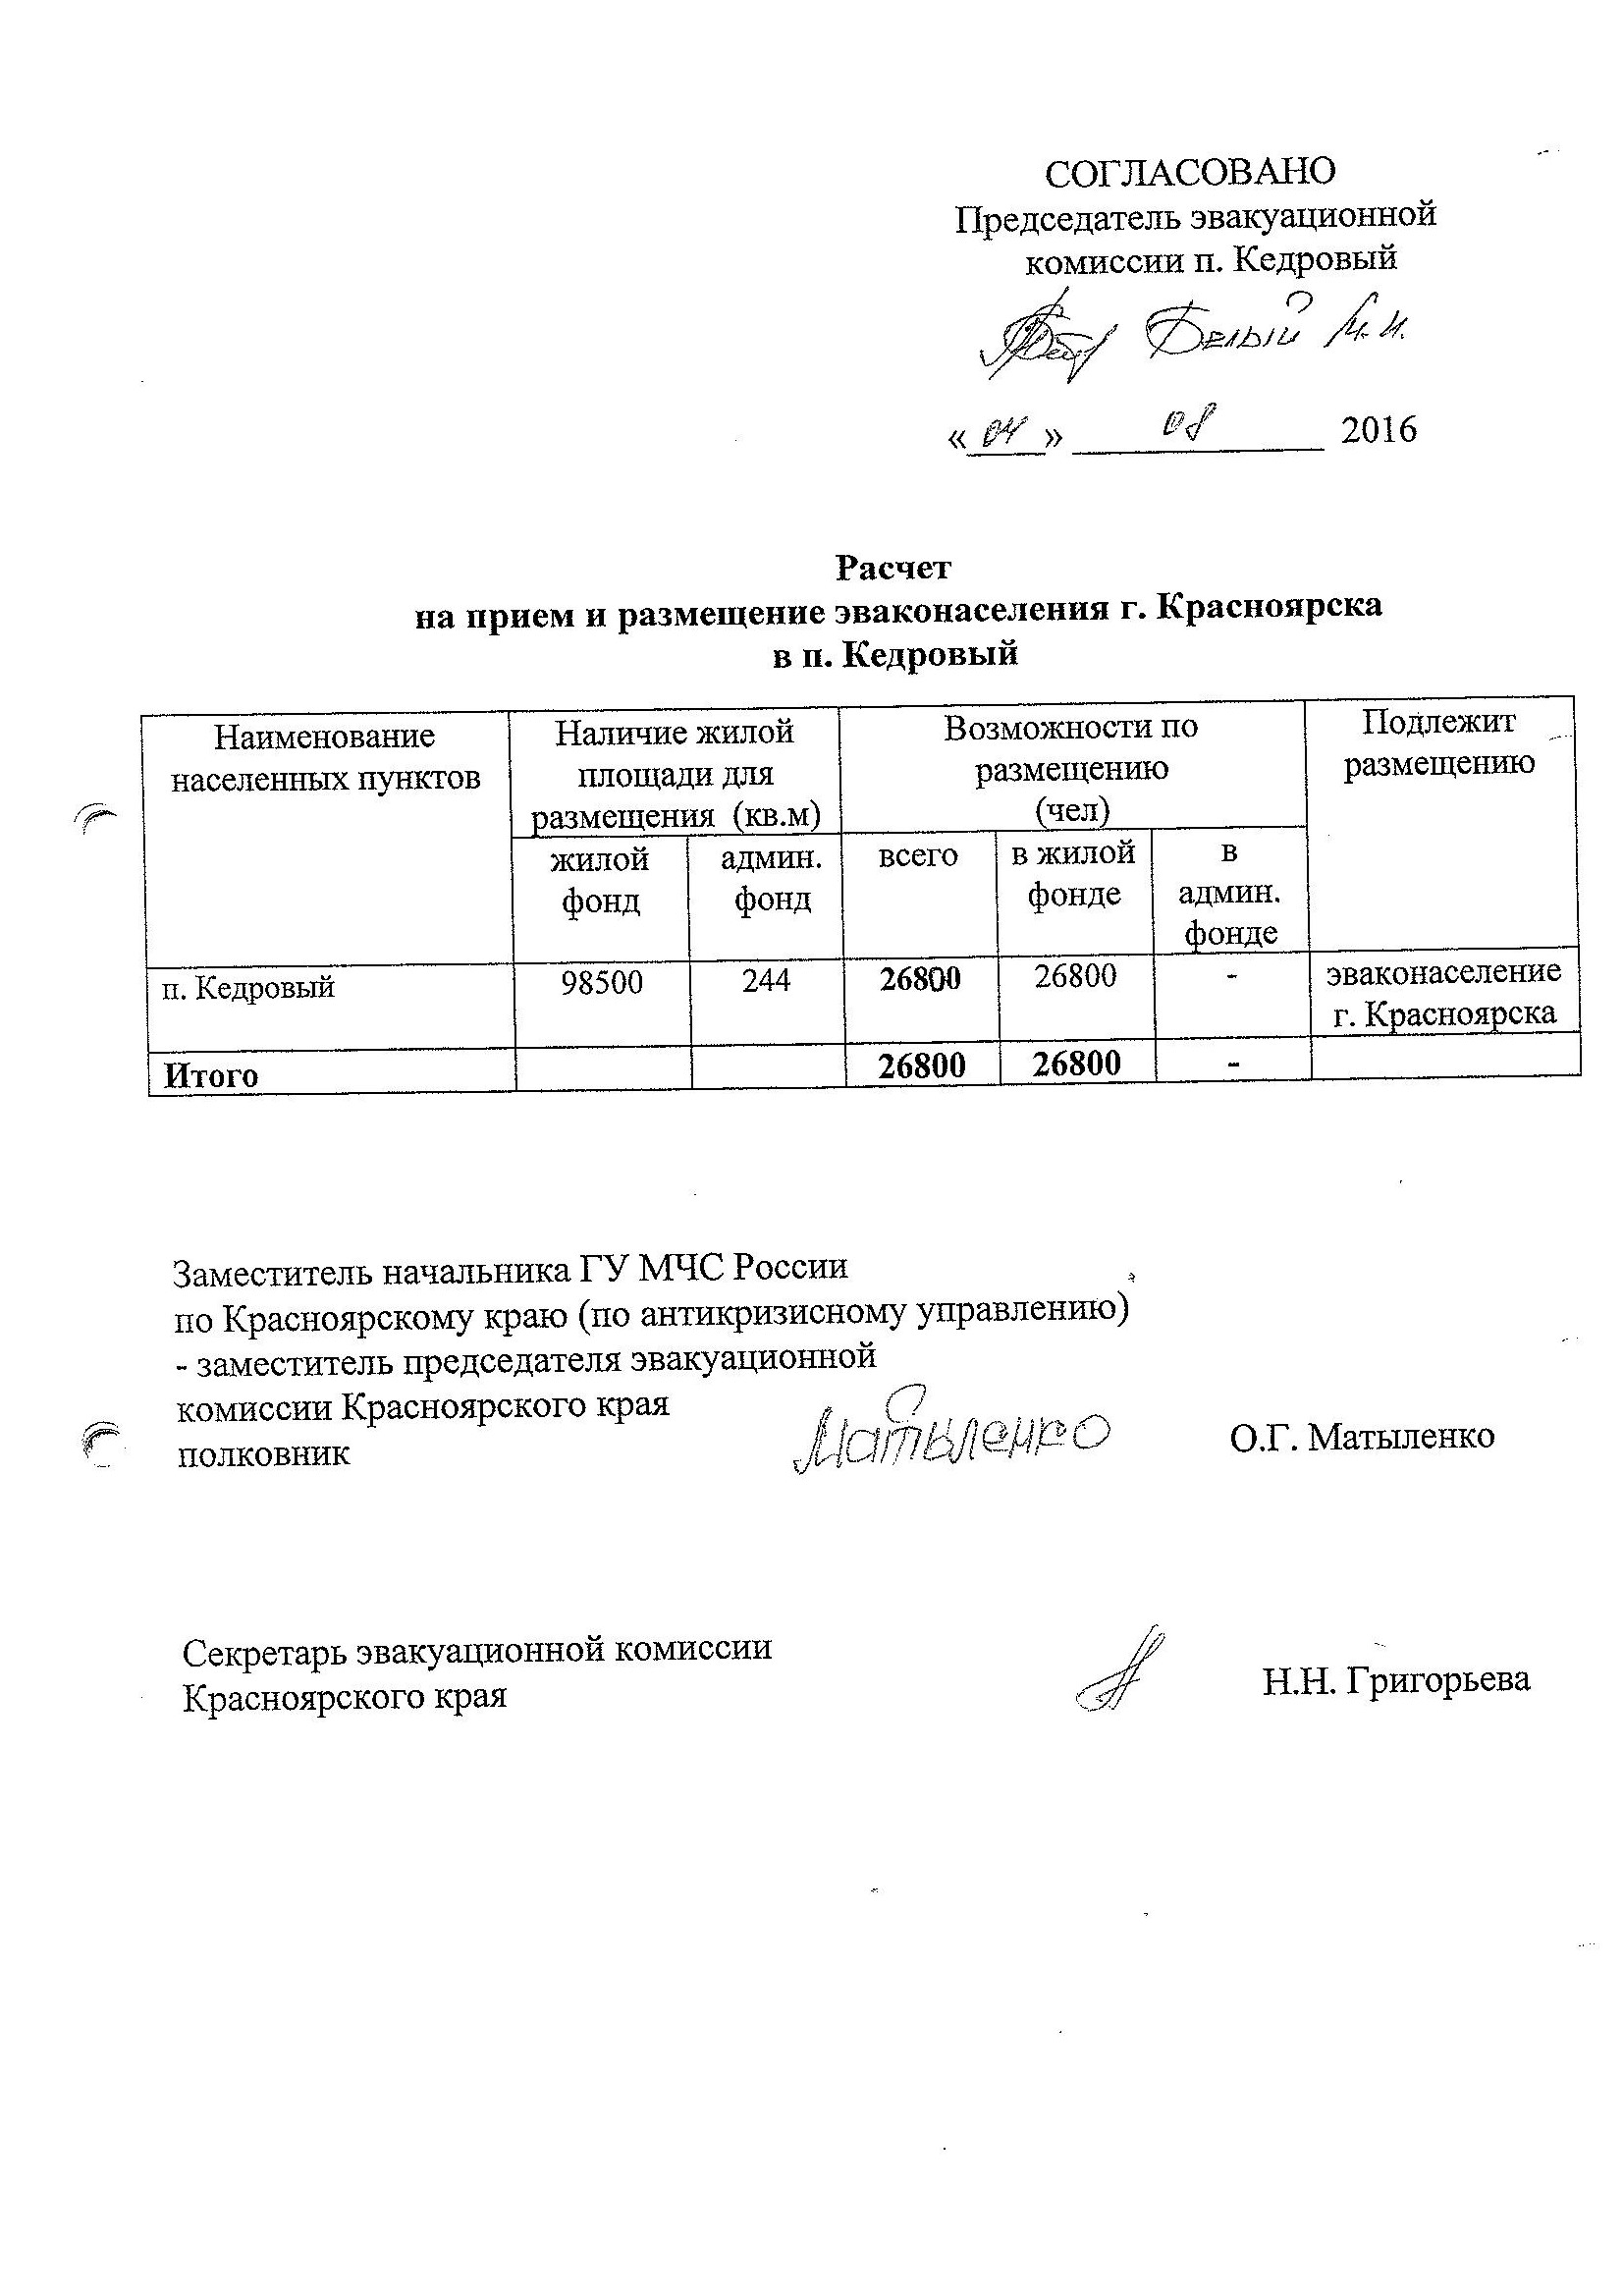 СОГЛАСОВАНО
Председатель эвакуационной
комиссии п. Кедровый
Белый М.И.
« 04 » 08 2016
Расчет
на прием и размещение эваконаселения г. Красноярска
в п. Кедровый
Наименование населенных пунктов
Наличие жилой площади для размещения (кв.м)
Возможности по размещению (чел)
Подлежит размещению
жилой фонд
админ. фонд
всего
в жилой фонде
в админ. фонде
п. Кедровый 98500 244 26800 26800 - эваконаселение г. Красноярска
Итого 26800 26800 -
Заместитель начальника ГУ МЧС России
по Красноярскому краю (по антикризисному управлению)
- заместитель председателя эвакуационной
комиссии Красноярского края
полковник Матыленко О.Г. Матыленко
Секретарь эвакуационной комиссии
Красноярского края Н.Н. Григорьева